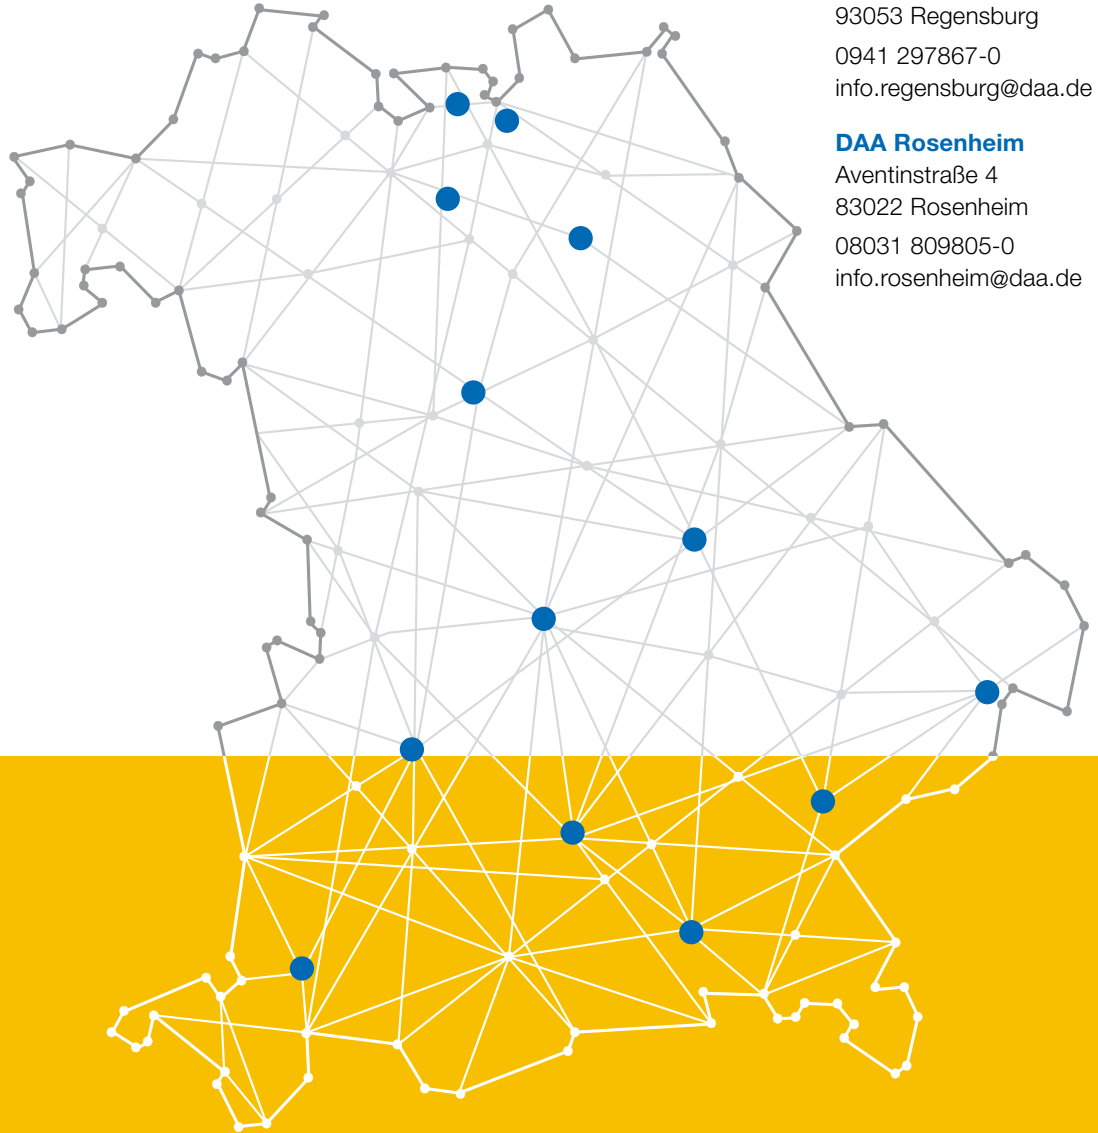 93053 Regensburg
0941 297867-0
info.regensburg@daa.de
DAA Rosenheim
Aventinstraße 4
83022 Rosenheim
08031 809805-0
info.rosenheim@daa.de